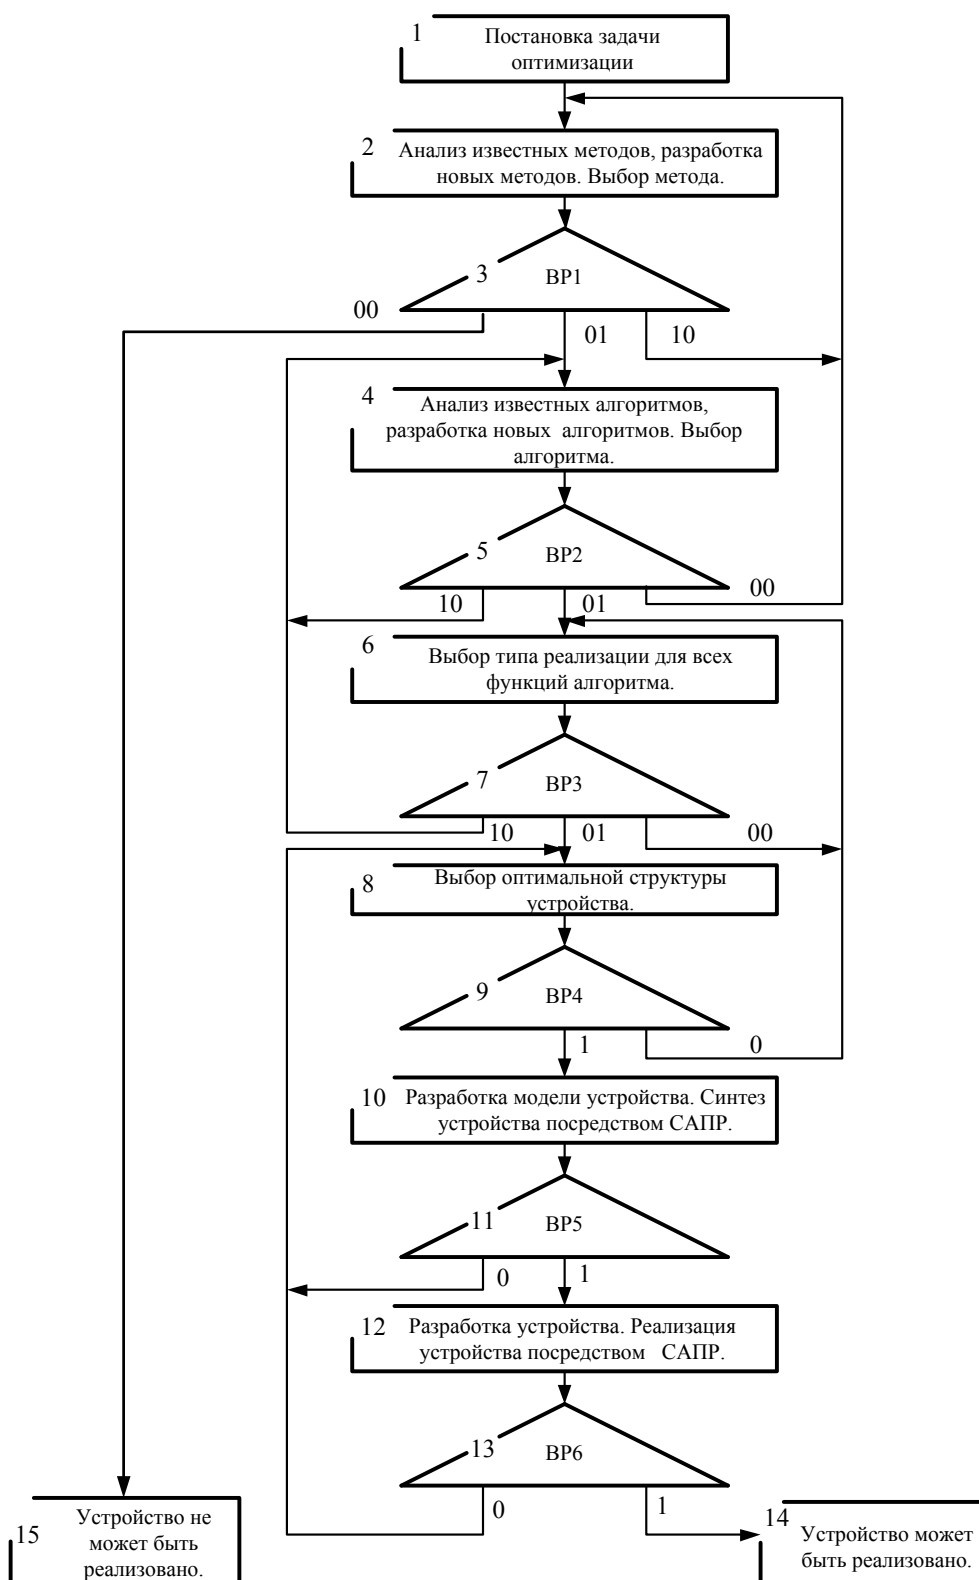 1
Постановка задачи
оптимизации
2
Анализ известных методов, разработка
новых методов. Выбор метода.
3
ВР1
00
01
10
4
Анализ известных алгоритмов,
разработка новых алгоритмов. Выбор
алгоритма.
5
ВР2
10
01
00
6
Выбор типа реализации для всех
функций алгоритма.
7
ВР3
10
01
00
8
Выбор оптимальной структуры
устройства.
9
ВР4
1
0
10
Разработка модели устройства. Синтез
устройства посредством САПР.
11
ВР5
0
1
12
Разработка устройства. Реализация
устройства посредством САПР.
13
ВР6
0
1
15
Устройство не
может быть
реализовано.
14
Устройство может
быть реализовано.